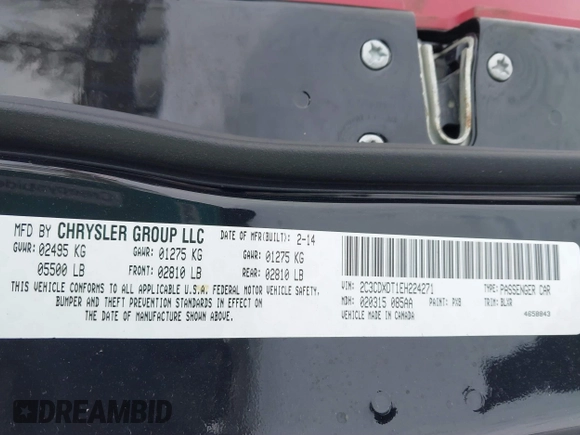 MFD BY CHRYSLER GROUP LLC
DATE OF MFR(BUILT): 2-14
GVWR: 02495 KG
GAWR: 01275 KG
GAWR: 01275 KG
05500 LB
FRONT: 02810 LB
REAR: 02810 LB
THIS VEHICLE CONFORMS TO ALL APPLICABLE U.S.A. FEDERAL MOTOR VEHICLE SAFETY
BUMPER AND THEFT PREVENTION STANDARDS IN EFFECT ON
THE DATE OF MANUFACTURE SHOWN ABOVE.
VIN: 2C3CDXDT1EH224271
TYPE: PASSENGER CAR
MDH: 020315 085AA
PAINT: PX8
TRIM: BLXR
VEHICLE MADE IN CANADA
4658843
DREAMBID